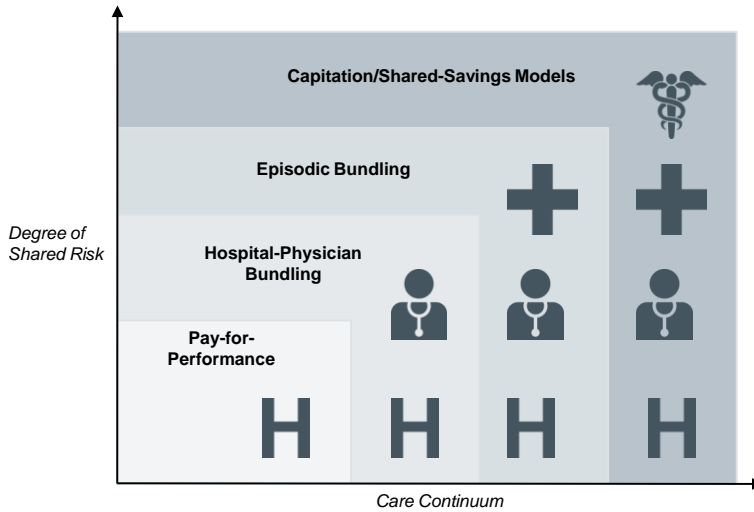 Capitation/Shared-Savings Models
Episodic Bundling
Degree of
Shared Risk
Hospital-Physician
Bundling
Pay-for-
Performance
H H H H
Care Continuum